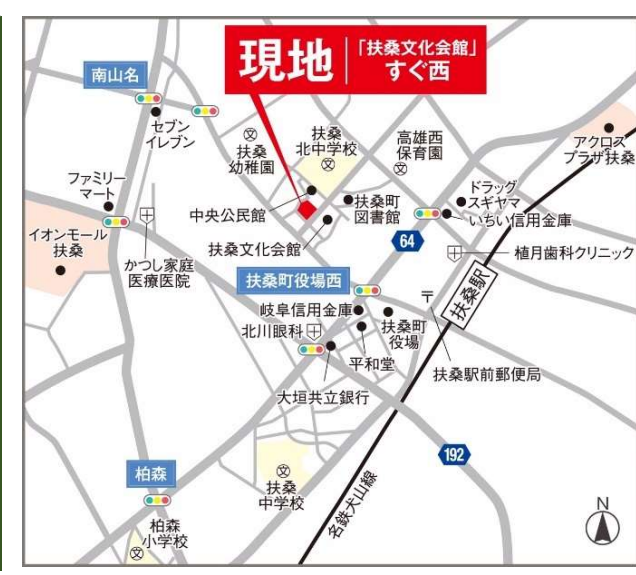 現地
「扶桑文化会館」
すぐ西
南山名
セブン
イレブン
扶桑
幼稚園
扶桑
北中学校
高雄西
保育園
アクロス
プラザ扶桑
ファミリー
マート
中央公民館
扶桑町
図書館
ドラッグ
スギヤマ
いちい信用金庫
イオンモール
扶桑
かつし家庭
医療医院
扶桑文化会館
64
植月歯科クリニック
扶桑町役場西
扶桑駅
岐阜信用金庫
北川眼科
扶桑町
役場
平和堂
扶桑駅前郵便局
大垣共立銀行
192
柏森
扶桑
中学校
名鉄犬山線
柏森
小学校
N